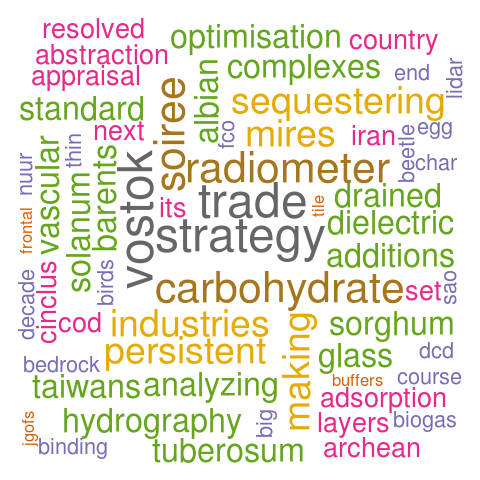 resolved
optimisation
country
abstraction
complexes
end
lidar
appraisal
soiree
albian
sequestering
standard
next
fco
mires
iran
beetle
egg
nuur
vascular
thin
barents
vostok
radiometer
char
solanum
its
trade
tile
drained
frontal
strategy
dielectric
additions
decade
cinclus
birds
carbohydrate
set
sao
cod
industries
making
sorghum
persistent
glass
dcd
bedrock
taiwans
analyzing
buffers
course
adsorption
jgofs
hydrography
big
layers
biogas
binding
tuberosum
archean